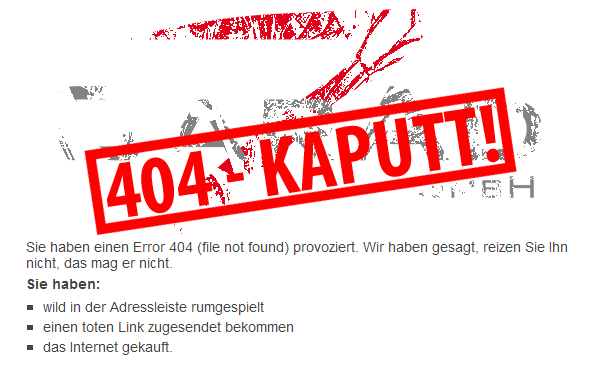 404 - KAPUTT!
Sie haben einen Error 404 (file not found) provoziert. Wir haben gesagt, reizen Sie Ihn
nicht, das mag er nicht.
Sie haben:
wild in der Adressleiste rumgespielt
einen toten Link zugesendet bekommen
das Internet gekauft.